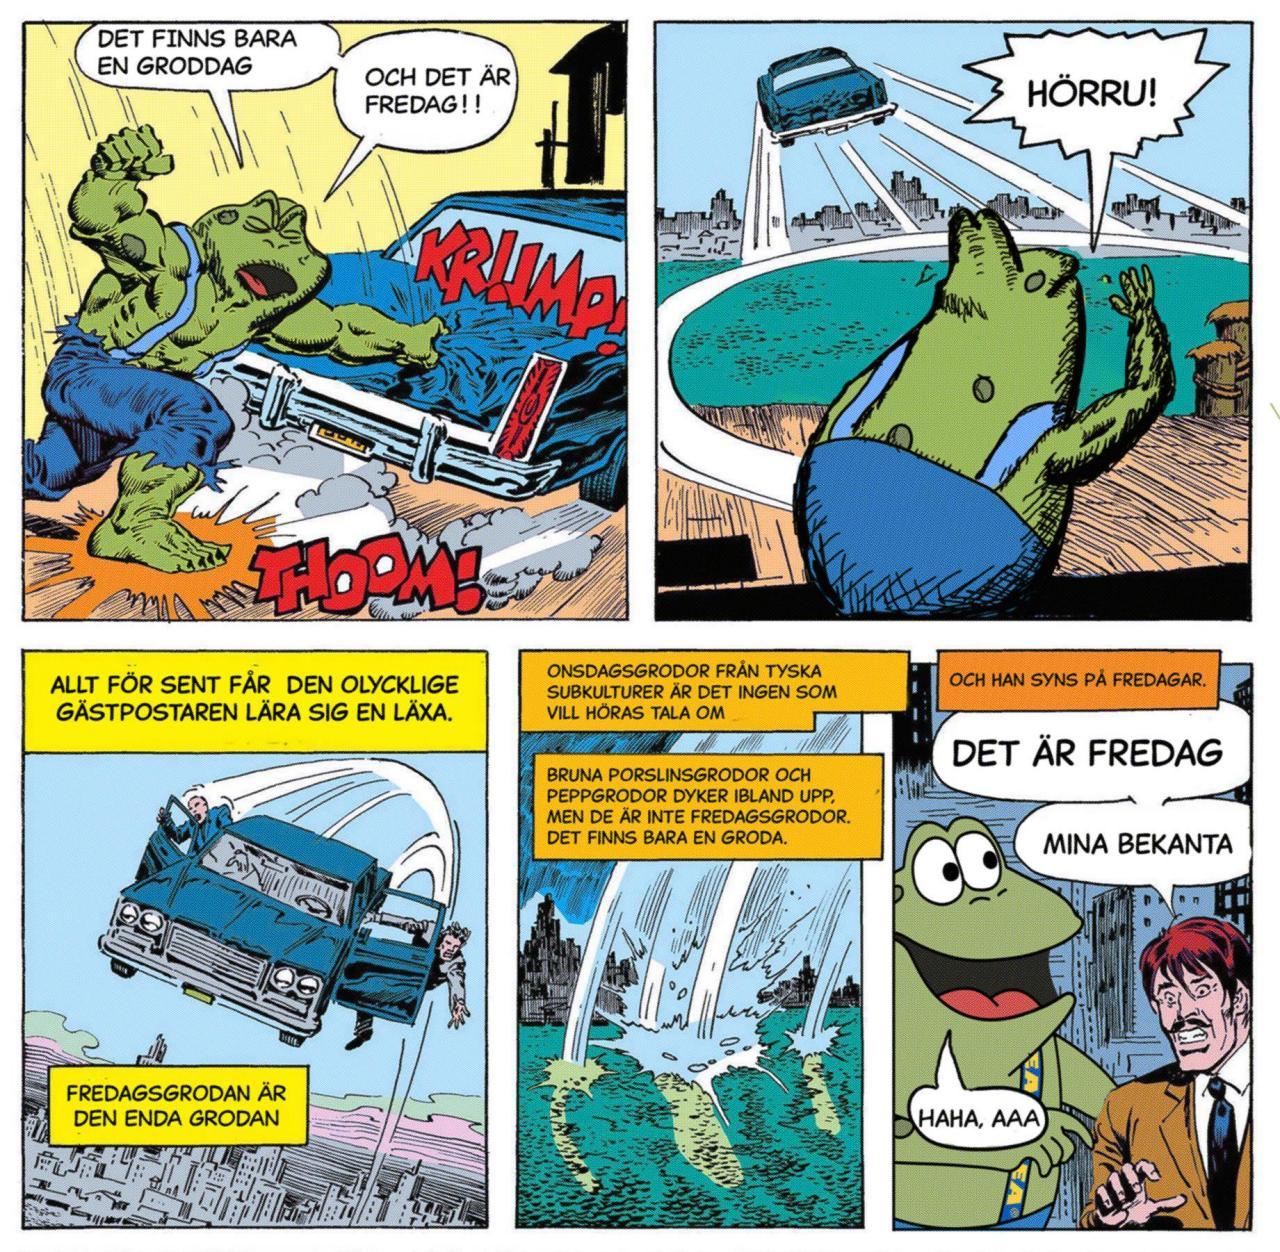 DET FINNS BARA
EN GRODDAG
OCH DET ÄR
FREDAG!!
KRUMP!
THOOM!
HÖRRU!
ALLT FÖR SENT FÅR DEN OLYCKLIGE
GÄSTPOSTAREN LÄRA SIG EN LÄXA.
FREDAGSGRODAN ÄR
DEN ENDA GRODAN
ONSDAGSGRODOR FRÅN TYSKA
SUBKULTURER ÄR DET INGEN SOM
VILL HÖRAS TALA OM
BRUNA PORSLINSGRODOR OCH
PEPPGRODOR DYKER IBLAND UPP,
MEN DE ÄR INTE FREDAGSGRODOR.
DET FINNS BARA EN GRODA.
OCH HAN SYNS PÅ FREDAGAR.
DET ÄR FREDAG
MINA BEKANTA
HAHA, AAA